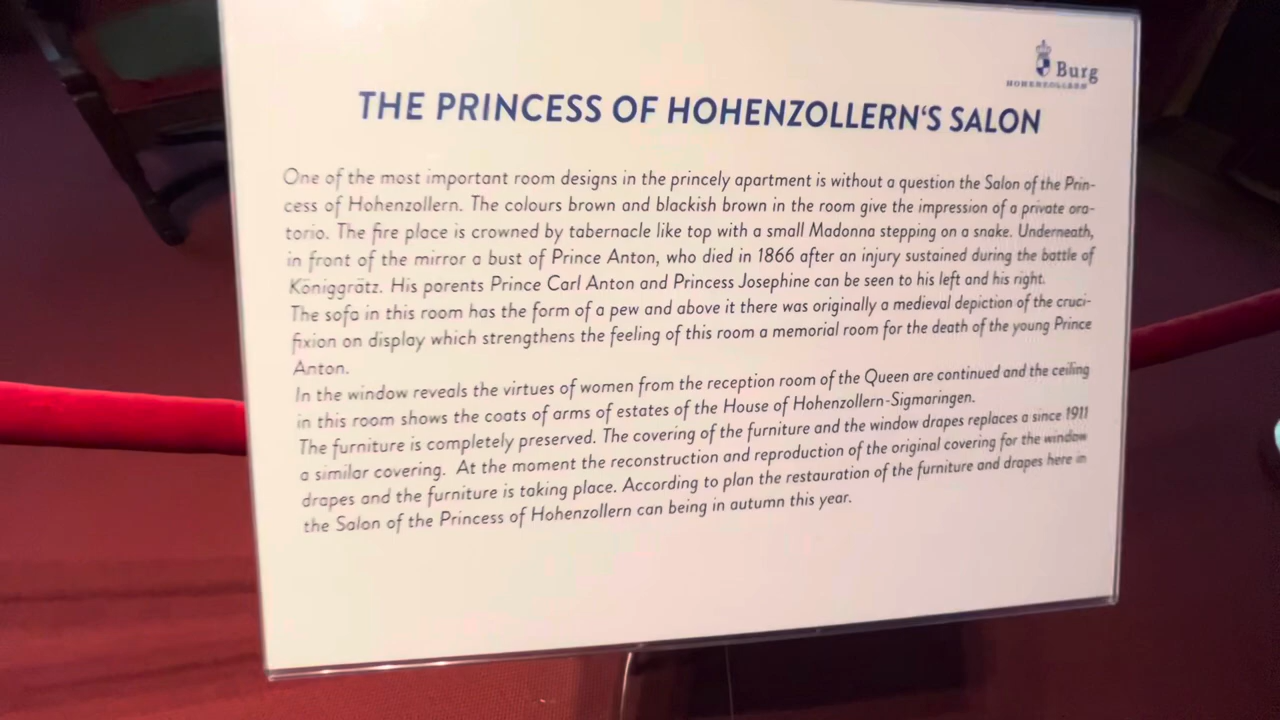 Burg
HOHENZOLLERN
THE PRINCESS OF HOHENZOLLERN'S SALON
One of the most important room designs in the princely apartment is without a question the Salon of the Prin-
cess of Hohenzollern. The colours brown and blackish brown in the room give the impression of a private ora-
torio. The fire place is crowned by tabernacle like top with a small Madonna stepping on a snake. Underneath,
in front of the mirror a bust of Prince Anton, who died in 1866 after an injury sustained during the battle of
Königgrätz. His parents Prince Carl Anton and Princess Josephine can be seen to his left and his right.
The sofa in this room has the form of a pew and above it there was originally a medieval depiction of the cruci-
fixion on display which strengthens the feeling of this room a memorial room for the death of the young Prince
Anton.
In the window reveals the virtues of women from the reception room of the Queen are continued and the ceiling
in this room shows the coats of arms of estates of the House of Hohenzollern-Sigmaringen.
The furniture is completely preserved. The covering of the furniture and the window drapes replaces a since 1911
a similar covering. At the moment the reconstruction and reproduction of the original covering for the window
drapes and the furniture is taking place. According to plan the restauration of the furniture and drapes here in
the Salon of the Princess of Hohenzollern can being in autumn this year.